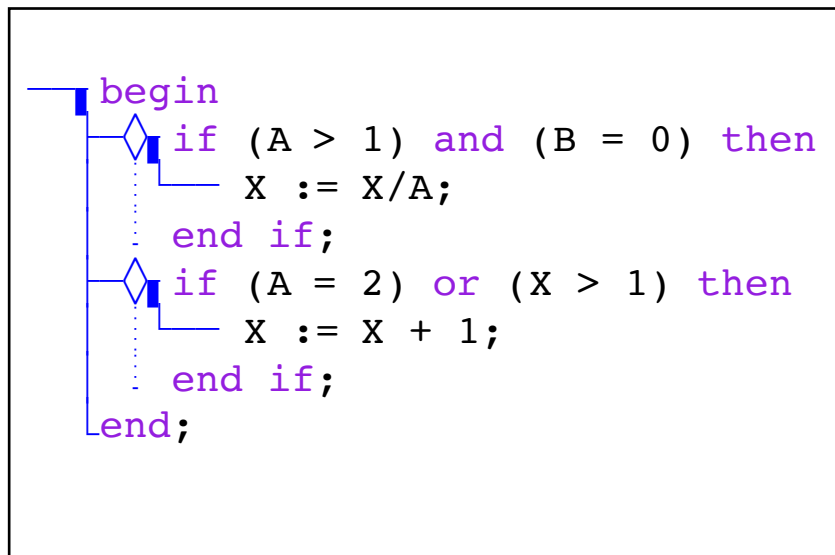 begin
if (A > 1) and (B = 0) then
X := X/A;
end if;
if (A = 2) or (X > 1) then
X := X + 1;
end if;
end;